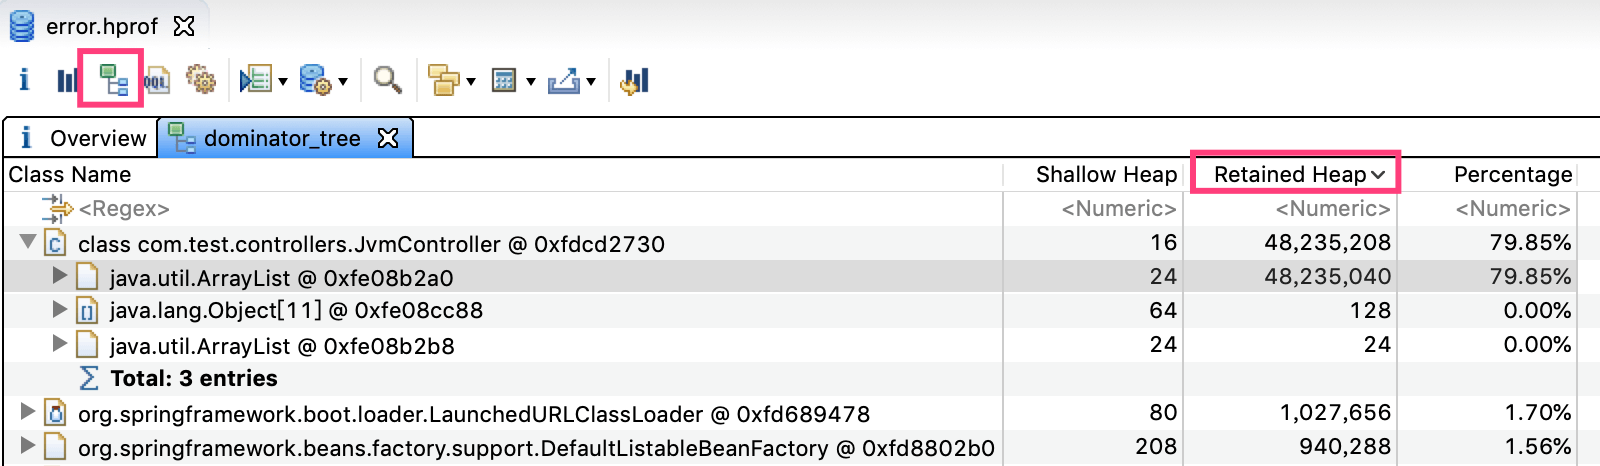 error.hprof
i OQL
i Overview dominator_tree
Class Name Shallow Heap Retained Heap Percentage
<Regex> <Numeric> <Numeric> <Numeric>
class com.test.controllers.JvmController @ 0xfdcd2730 16 48,235,208 79.85%
java.util.ArrayList @ 0xfe08b2a0 24 48,235,040 79.85%
java.lang.Object[11] @ 0xfe08cc88 64 128 0.00%
java.util.ArrayList @ 0xfe08b2b8 24 24 0.00%
Total: 3 entries
org.springframework.boot.loader.LaunchedURLClassLoader @ 0xfd689478 80 1,027,656 1.70%
org.springframework.beans.factory.support.DefaultListableBeanFactory @ 0xfd8802b0 208 940,288 1.56%